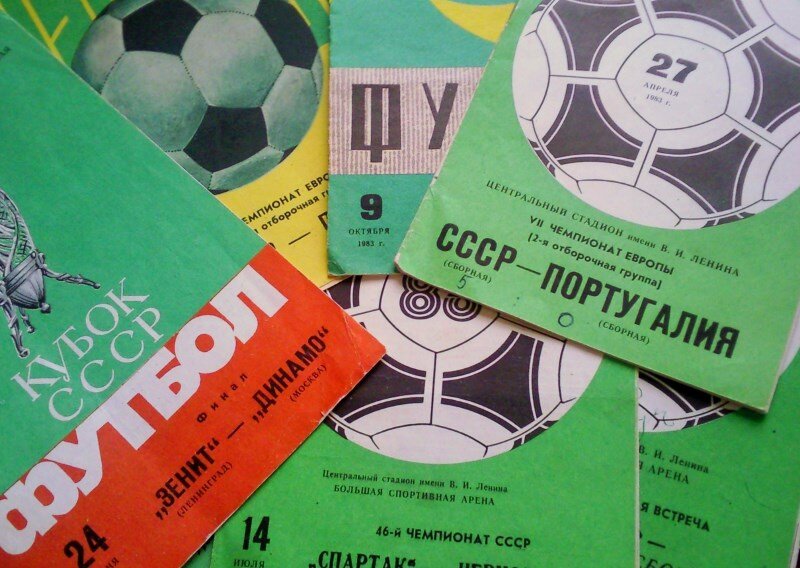 КУБОК
СССР
ФУТБОЛ
Финал
„ЗЕНИТ" — „ДИНАМО"
(ЛЕНИНГРАД)
(МОСКВА)
24
ФУ
9
ОКТЯБРЯ
1983 г.
27
АПРЕЛЯ
1983 г.
ЦЕНТРАЛЬНЫЙ СТАДИОН имени В. И. ЛЕНИНА
VII ЧЕМПИОНАТ ЕВРОПЫ
(2-я отборочная группа)
СССР — ПОРТУГАЛИЯ
(СБОРНАЯ)
(СБОРНАЯ)
5
0
83
Центральный стадион имени В. И. Ленина
БОЛЬШАЯ СПОРТИВНАЯ АРЕНА
46-й ЧЕМПИОНАТ СССР
14
ИЮЛЯ
„СПАРТАК" —
И. Ленина
АРЕНА
ВСТРЕЧА